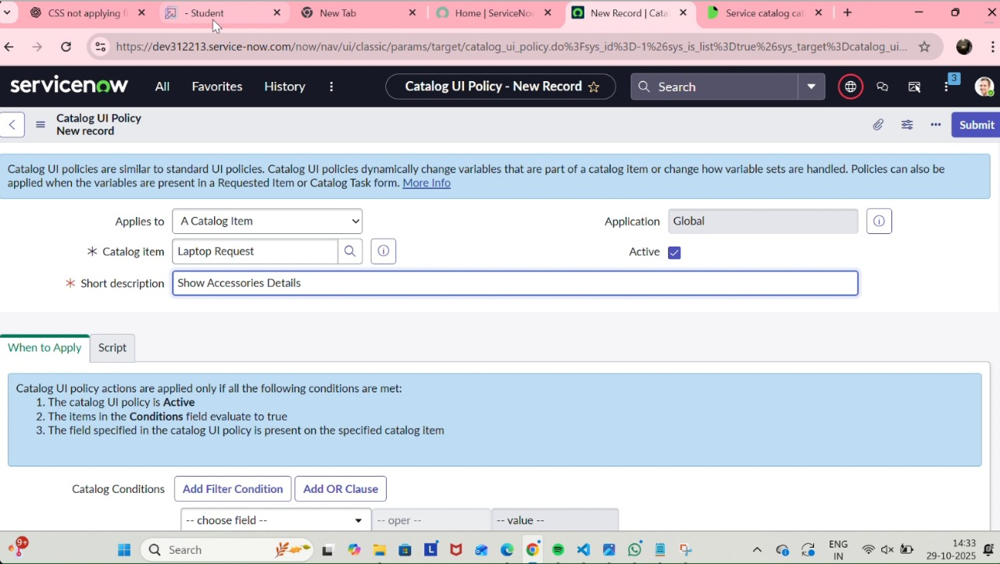 CSS not applying fi
- Student
New Tab
Home | ServiceNow
New Record | Cata
Service catalog cat
https://dev312213.service-now.com/now/nav/ui/classic/params/target/catalog_ui_policy.do%3Fsys_id%3D-1%26sys_is_list%3Dtrue%26sys_target%3Dcatalog_ui...
servicenow
All
Favorites
History
Catalog UI Policy - New Record
Search
3
Catalog UI Policy
New record
Submit
Catalog UI policies are similar to standard UI policies. Catalog UI policies dynamically change variables that are part of a catalog item or change how variable sets are handled. Policies can also be
applied when the variables are present in a Requested Item or Catalog Task form. More Info
Applies to
A Catalog Item
Application
Global
Catalog item
Laptop Request
Active
Short description
Show Accessories Details
When to Apply
Script
Catalog UI policy actions are applied only if all the following conditions are met:
1. The catalog UI policy is Active
2. The items in the Conditions field evaluate to true
3. The field specified in the catalog UI policy is present on the specified catalog item
Catalog Conditions
Add Filter Condition
Add OR Clause
-- choose field --
-- oper --
-- value --
9+
Search
ENG
IN
14:33
29-10-2025